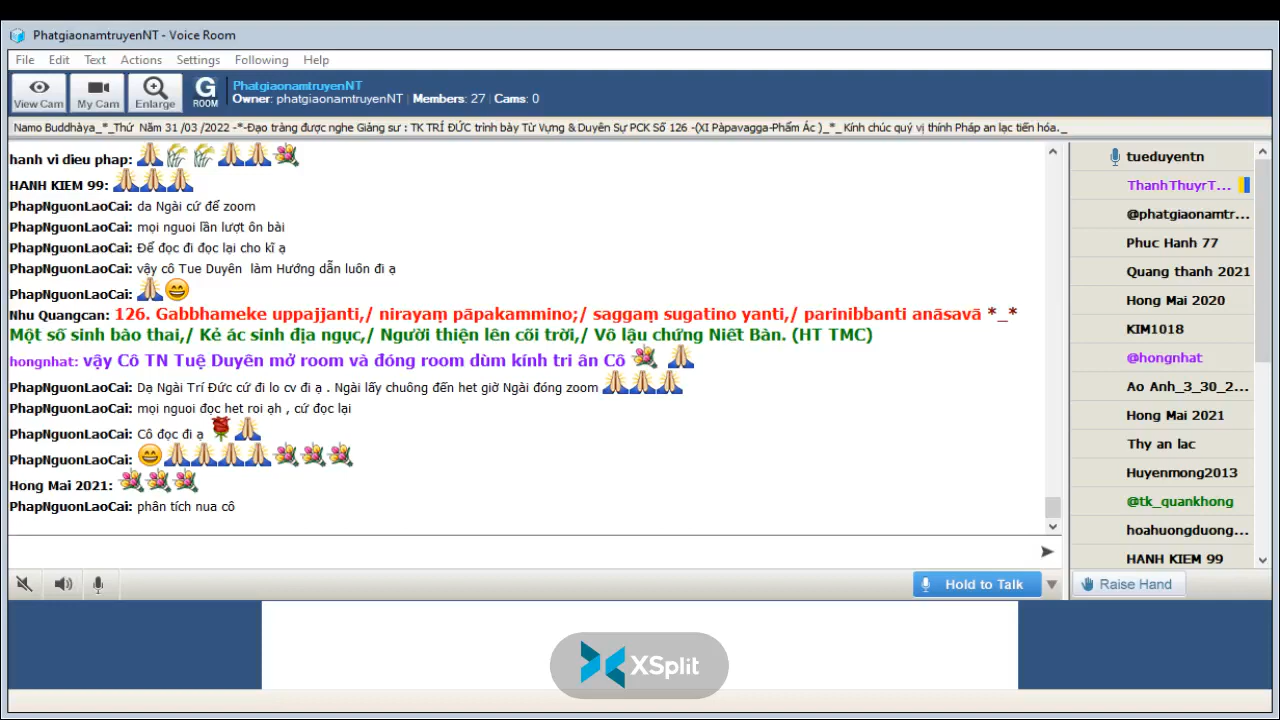 PhatgiaonamtruyenNT - Voice Room
File Edit Text Actions Settings Following Help
View Cam My Cam Enlarge G ROOM
PhatgiaonamtruyenNT
Owner: phatgiaonamtruyenNT | Members: 27 | Cams: 0
Namo Buddhàya_*_Thứ Năm 31 /03 /2022 -*-Đạo tràng được nghe Giảng sư : TK TRÍ ĐỨC trình bày Từ Vựng & Duyên Sự PCK Số 126 -(XI Pàpavagga-Phẩm Ác )_*_ Kính chúc quý vị thính Pháp an lạc tiến hóa._
hanh vi dieu phap:
HANH KIEM 99:
PhapNguonLaoCai: da Ngài cứ để zoom
PhapNguonLaoCai: mọi nguoi lần lượt ôn bài
PhapNguonLaoCai: Để đọc đi đọc lại cho kĩ ạ
PhapNguonLaoCai: vậy cô Tue Duyên làm Hướng dẫn luôn đi ạ
PhapNguonLaoCai:
Nhu Quangcan: 126. Gabbhameke uppajjanti,/ nirayaṃ pāpakammino;/ saggaṃ sugatino yanti,/ parinibbanti anāsavā *_*
Một số sinh bào thai,/ Kẻ ác sinh địa ngục,/ Người thiện lên cõi trời,/ Vô lậu chứng Niết Bàn. (HT TMC)
hongnhat: vậy Cô TN Tuệ Duyên mở room và đóng room dùm kính tri ân Cô
PhapNguonLaoCai: Dạ Ngài Trí Đức cứ đi lo cv đi ạ . Ngài lấy chuông đến het giờ Ngài đóng zoom
PhapNguonLaoCai: mọi nguoi đọc het roi ạh , cứ đọc lại
PhapNguonLaoCai: Cô đọc đi ạ
PhapNguonLaoCai:
Hong Mai 2021:
PhapNguonLaoCai: phân tích nua cô
tueduyentn
ThanhThuyrT...
@phatgiaonamtr...
Phuc Hanh 77
Quang thanh 2021
Hong Mai 2020
KIM1018
@hongnhat
Ao Anh_3_30_2...
Hong Mai 2021
Thy an lac
Huyenmong2013
@tk_quankhong
hoahuongduong...
HANH KIEM 99
Hold to Talk
Raise Hand
XSplit